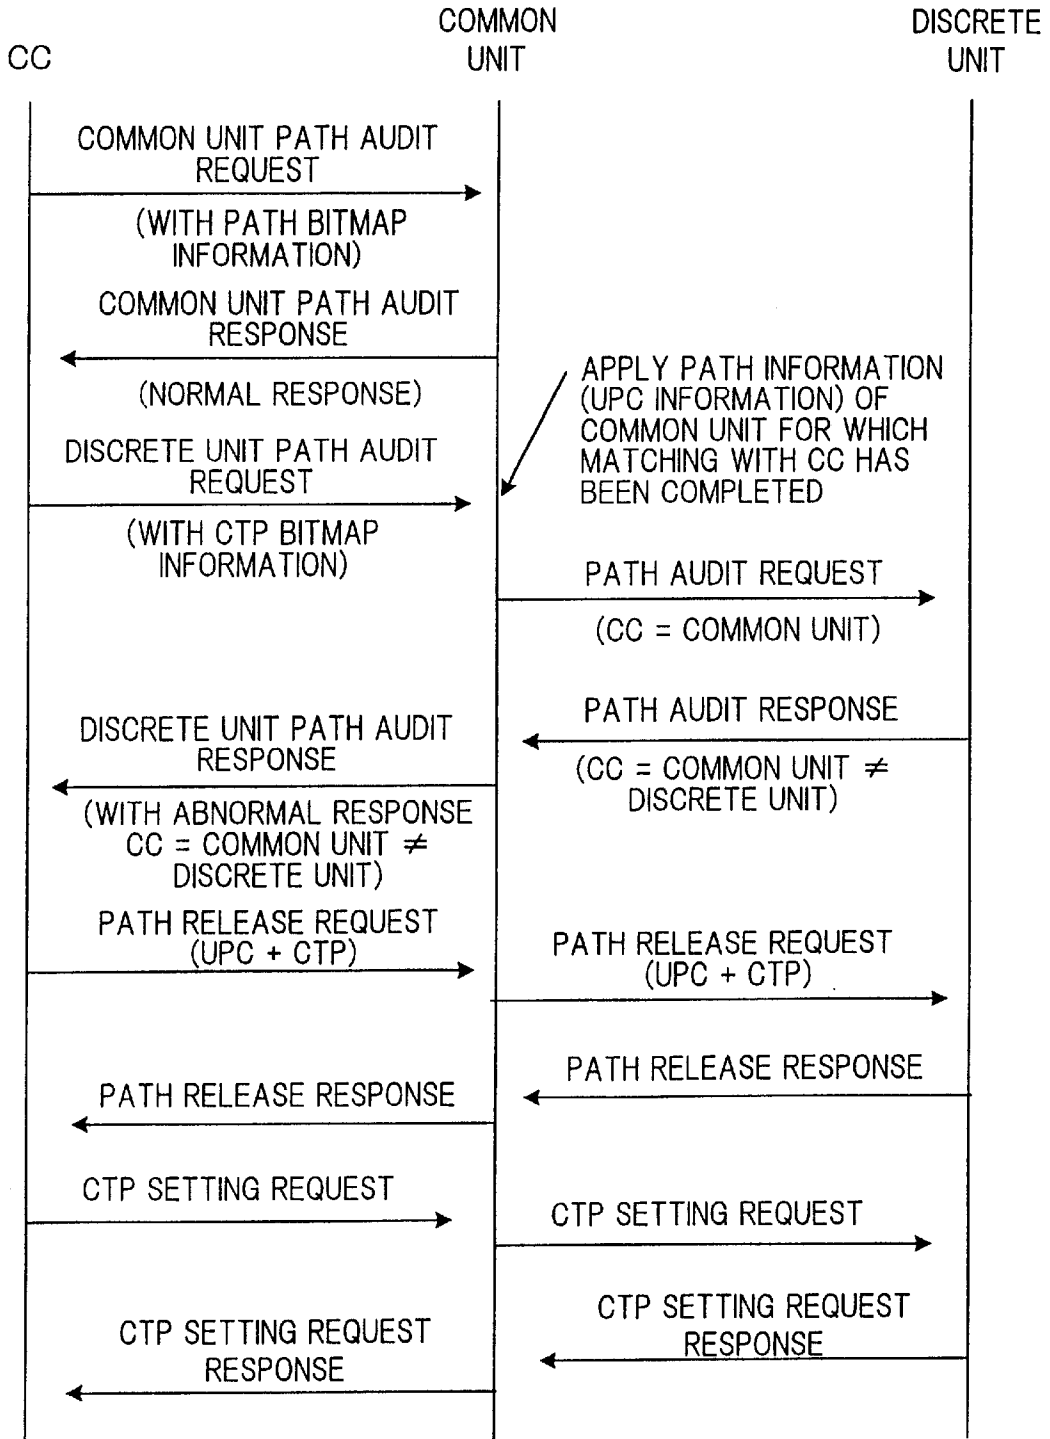 COMMON
UNIT
DISCRETE
UNIT
CC
COMMON UNIT PATH AUDIT
REQUEST
(WITH PATH BITMAP
INFORMATION)
COMMON UNIT PATH AUDIT
RESPONSE
(NORMAL RESPONSE)
APPLY PATH INFORMATION
(UPC INFORMATION) OF
COMMON UNIT FOR WHICH
MATCHING WITH CC HAS
BEEN COMPLETED
DISCRETE UNIT PATH AUDIT
REQUEST
(WITH CTP BITMAP
INFORMATION)
PATH AUDIT REQUEST
(CC = COMMON UNIT)
PATH AUDIT RESPONSE
(CC = COMMON UNIT ≠
DISCRETE UNIT)
DISCRETE UNIT PATH AUDIT
RESPONSE
(WITH ABNORMAL RESPONSE
CC = COMMON UNIT ≠
DISCRETE UNIT)
PATH RELEASE REQUEST
(UPC + CTP)
PATH RELEASE REQUEST
(UPC + CTP)
PATH RELEASE RESPONSE
PATH RELEASE RESPONSE
CTP SETTING REQUEST
CTP SETTING REQUEST
CTP SETTING REQUEST
RESPONSE
CTP SETTING REQUEST
RESPONSE